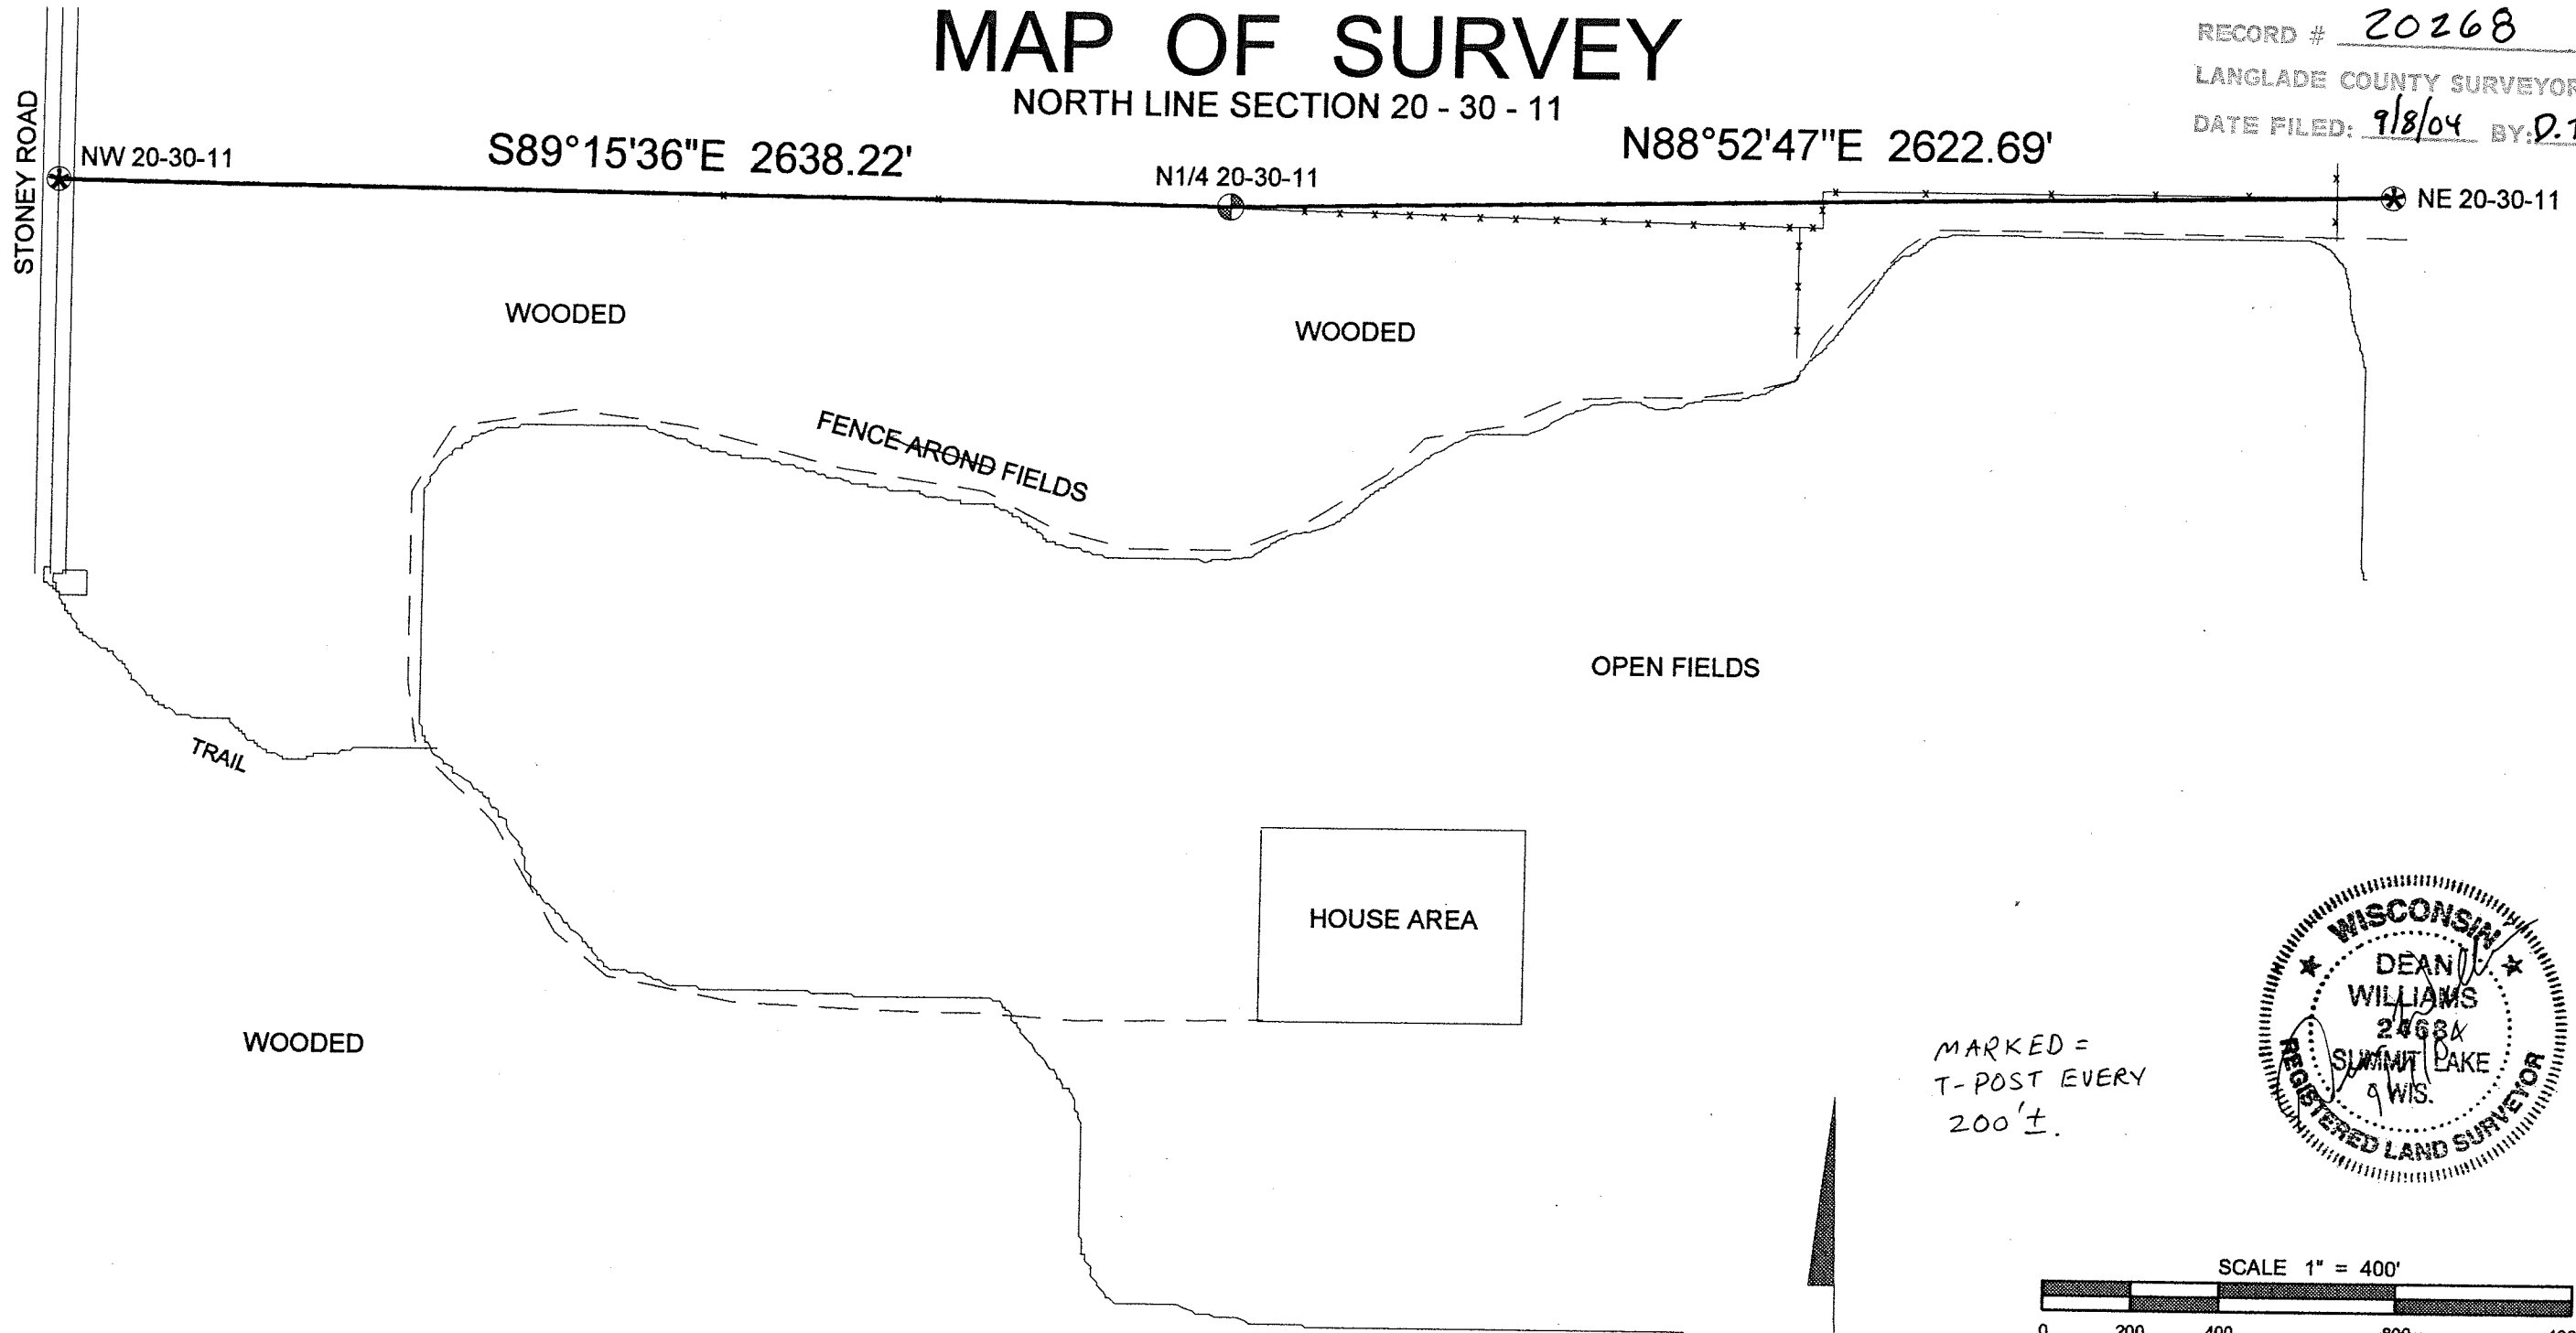 MAP OF SURVEY
NORTH LINE SECTION 20 - 30 - 11
RECORD # 20268
LANGLADE COUNTY SURVEYOR
DATE FILED: 9/8/04 BY: D.
STONEY ROAD
NW 20-30-11
S89°15'36"E 2638.22'
N1/4 20-30-11
N88°52'47"E 2622.69'
NE 20-30-11
WOODED
WOODED
FENCE AROND FIELDS
OPEN FIELDS
TRAIL
HOUSE AREA
WOODED
MARKED =
T-POST EVERY
200'±.
WISCONSIN
DEAN
WILLIAMS
SUMMIT LAKE
WIS.
REGISTERED LAND SURVEYOR
SCALE 1" = 400'
0 200 400 800